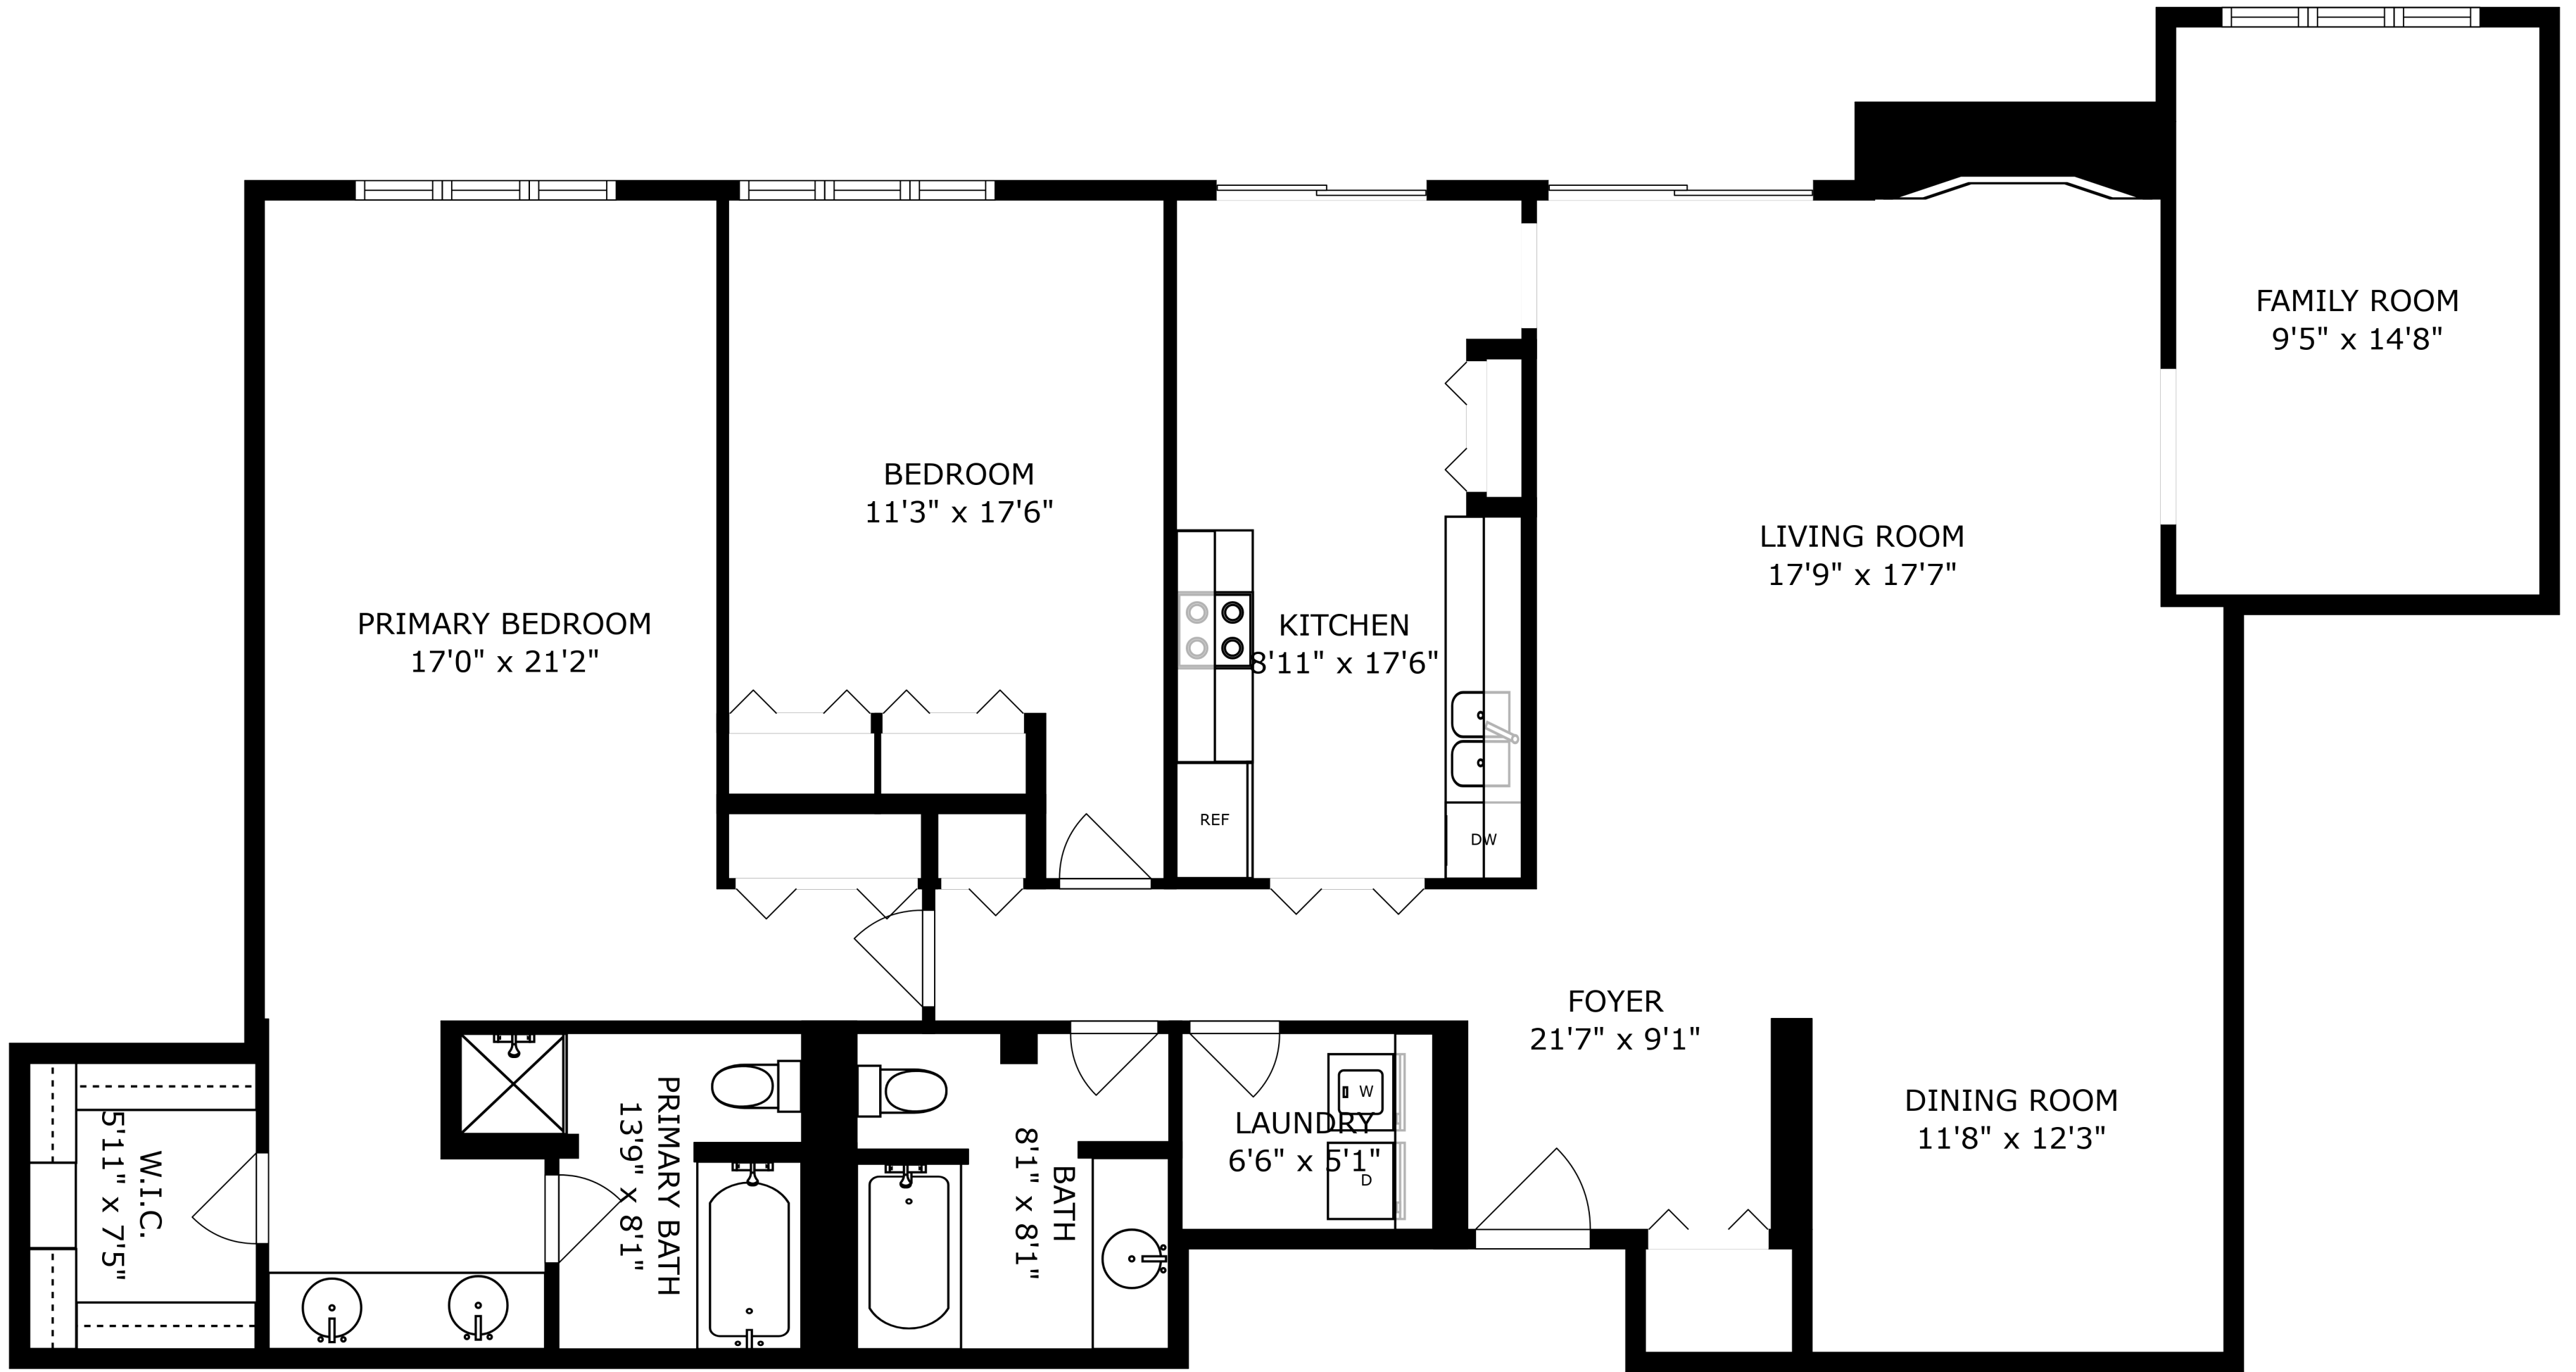 FAMILY ROOM
9'5" x 14'8"
BEDROOM
11'3" x 17'6"
LIVING ROOM
17'9" x 17'7"
PRIMARY BEDROOM
17'0" x 21'2"
KITCHEN
8'11" x 17'6"
REF
DW
FOYER
21'7" x 9'1"
DINING ROOM
11'8" x 12'3"
W
LAUNDRY
6'6" x 5'1"
D
W.I.C.
5'11" x 7'5"
PRIMARY BATH
13'9" x 8'1"
BATH
8'1" x 8'1"